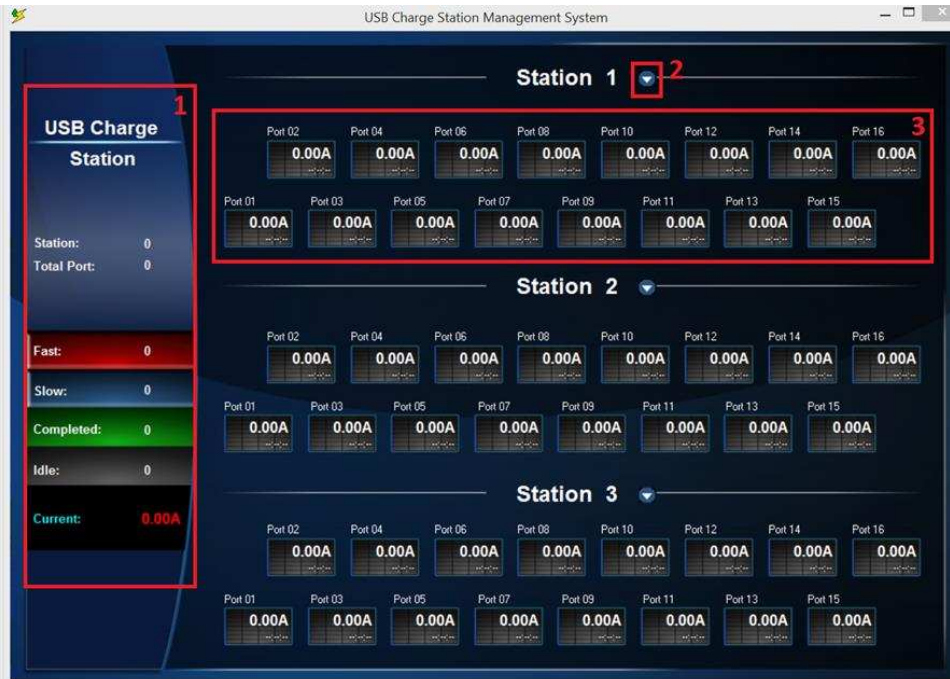 USB Charge Station Management System
1
USB Charge
Station
Station: 0
Total Port: 0
Fast: 0
Slow: 0
Completed: 0
Idle: 0
Current: 0.00A
Station 1 2
3
Port 02 Port 04 Port 06 Port 08 Port 10 Port 12 Port 14 Port 16
0.00A 0.00A 0.00A 0.00A 0.00A 0.00A 0.00A 0.00A
--:--:-- --:--:-- --:--:-- --:--:-- --:--:-- --:--:-- --:--:-- --:--:--
Port 01 Port 03 Port 05 Port 07 Port 09 Port 11 Port 13 Port 15
0.00A 0.00A 0.00A 0.00A 0.00A 0.00A 0.00A 0.00A
--:--:-- --:--:-- --:--:-- --:--:-- --:--:-- --:--:-- --:--:-- --:--:--
Station 2
Port 02 Port 04 Port 06 Port 08 Port 10 Port 12 Port 14 Port 16
0.00A 0.00A 0.00A 0.00A 0.00A 0.00A 0.00A 0.00A
--:--:-- --:--:-- --:--:-- --:--:-- --:--:-- --:--:-- --:--:-- --:--:--
Port 01 Port 03 Port 05 Port 07 Port 09 Port 11 Port 13 Port 15
0.00A 0.00A 0.00A 0.00A 0.00A 0.00A 0.00A 0.00A
--:--:-- --:--:-- --:--:-- --:--:-- --:--:-- --:--:-- --:--:-- --:--:--
Station 3
Port 02 Port 04 Port 06 Port 08 Port 10 Port 12 Port 14 Port 16
0.00A 0.00A 0.00A 0.00A 0.00A 0.00A 0.00A 0.00A
--:--:-- --:--:-- --:--:-- --:--:-- --:--:-- --:--:-- --:--:-- --:--:--
Port 01 Port 03 Port 05 Port 07 Port 09 Port 11 Port 13 Port 15
0.00A 0.00A 0.00A 0.00A 0.00A 0.00A 0.00A 0.00A
--:--:-- --:--:-- --:--:-- --:--:-- --:--:-- --:--:-- --:--:-- --:--:--